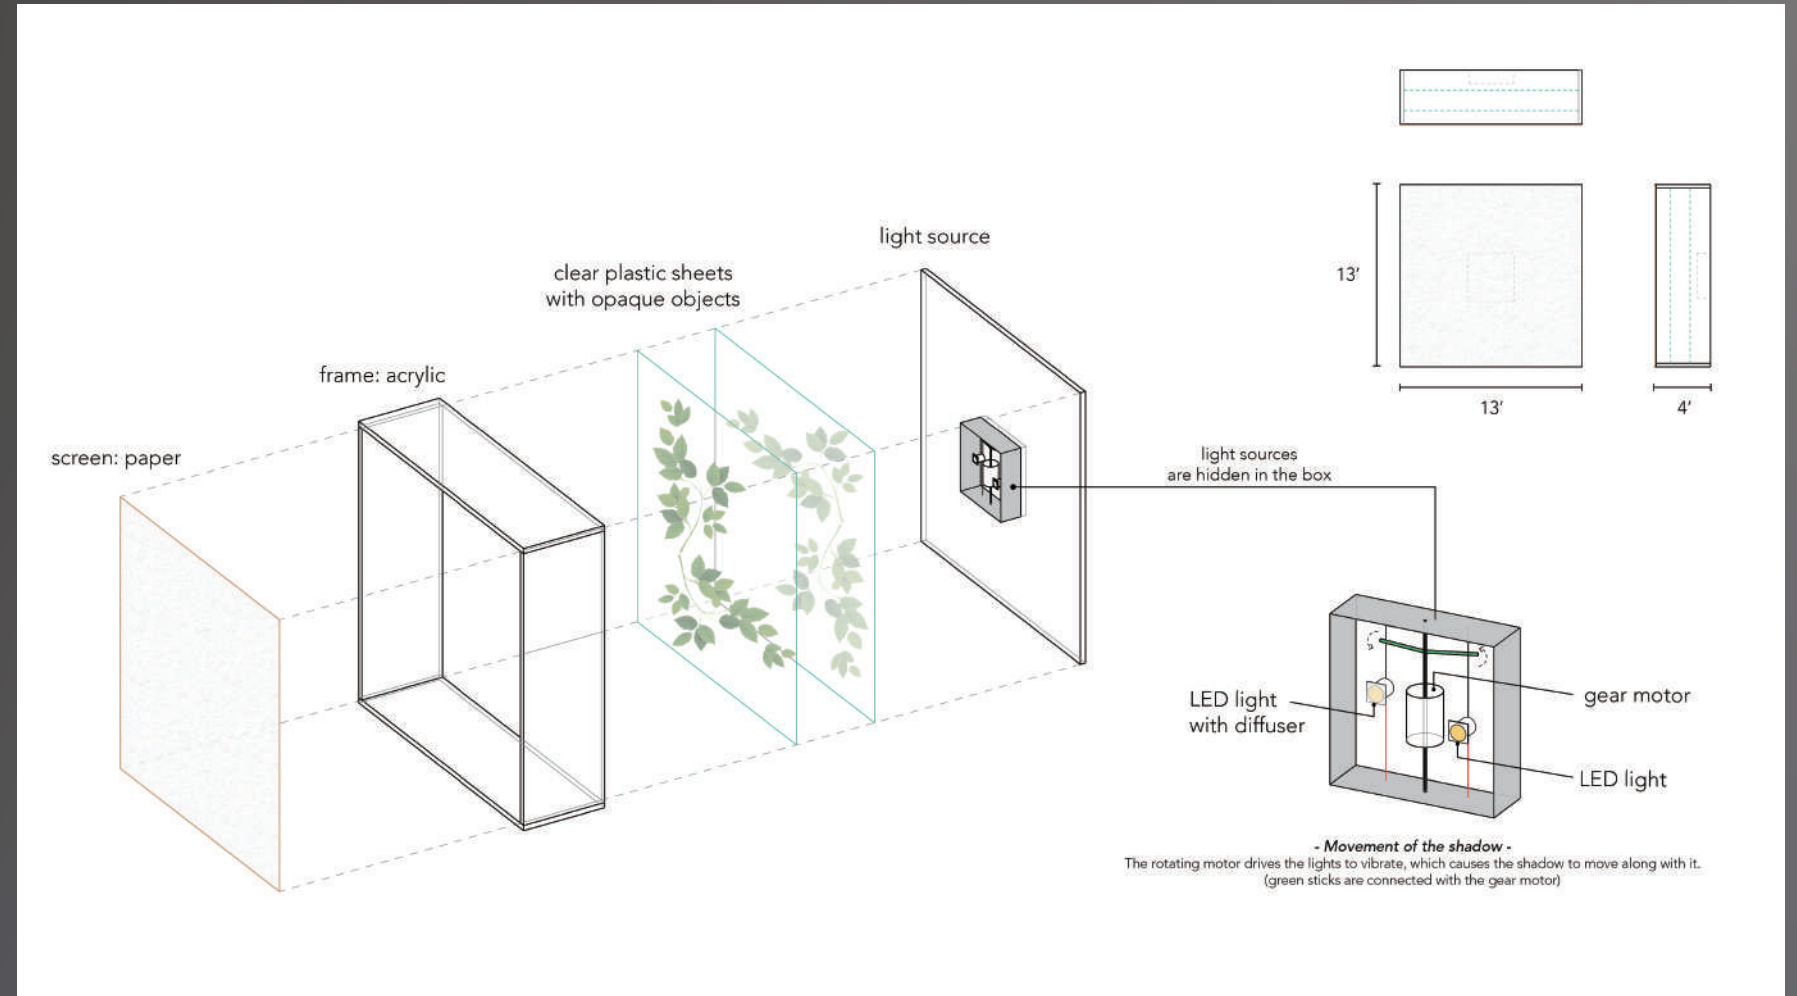 screen: paper
frame: acrylic
clear plastic sheets
with opaque objects
light source
13′
13′
4′
light sources
are hidden in the box
LED light
with diffuser
gear motor
LED light
- Movement of the shadow -
The rotating motor drives the lights to vibrate, which causes the shadow to move along with it.
(green sticks are connected with the gear motor)